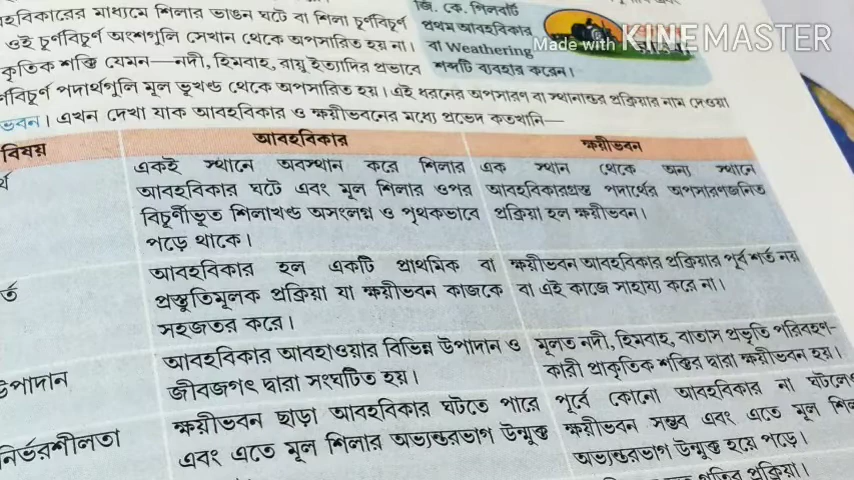 আবহবিকারের মাধ্যমে শিলার ভাঙন ঘটে বা শিলা চূর্ণবিচূর্ণ
ওই চূর্ণবিচূর্ণ অংশগুলি সেখান থেকে অপসারিত হয় না।
শক্তি যেমন—নদী, হিমবাহ, বায়ু ইত্যাদির প্রভাবে
পদার্থগুলি মূল ভূখণ্ড থেকে অপসারিত হয়। এই ধরনের অপসারণ বা স্থানান্তর প্রক্রিয়ার নাম দেওয়া
এখন দেখা যাক আবহবিকার ও ক্ষয়ীভবনের মধ্যে প্রভেদ কতখানি—
জি. কে. গিলবার্ট
প্রথম আবহবিকার
বা Weathering
শব্দটি ব্যবহার করেন।
Made with KINEMASTER
বিষয় আবহবিকার ক্ষয়ীভবন
একই স্থানে অবস্থান করে শিলার
আবহবিকার ঘটে এবং মূল শিলার ওপর
বিচূর্ণীভূত শিলাখণ্ড অসংলগ্ন ও পৃথকভাবে
পড়ে থাকে।
এক স্থান থেকে অন্য স্থানে
আবহবিকারগ্রস্ত পদার্থের অপসারণজনিত
প্রক্রিয়া হল ক্ষয়ীভবন।
আবহবিকার হল একটি প্রাথমিক বা
প্রস্তুতিমূলক প্রক্রিয়া যা ক্ষয়ীভবন কাজকে
সহজতর করে।
ক্ষয়ীভবন আবহবিকার প্রক্রিয়ার পূর্ব শর্ত নয়
বা এই কাজে সাহায্য করে না।
উপাদান
আবহবিকার আবহাওয়ার বিভিন্ন উপাদান ও
জীবজগৎ দ্বারা সংঘটিত হয়।
মূলত নদী, হিমবাহ, বাতাস প্রভৃতি পরিবহণ-
কারী প্রাকৃতিক শক্তির দ্বারা ক্ষয়ীভবন হয়।
নির্ভরশীলতা
ক্ষয়ীভবন ছাড়া আবহবিকার ঘটতে পারে
এবং এতে মূল শিলার অভ্যন্তরভাগ উন্মুক্ত
পূর্বে কোনো আবহবিকার না ঘটলেও
ক্ষয়ীভবন সম্ভব এবং এতে মূল
অভ্যন্তরভাগ উন্মুক্ত হয়ে পড়ে।
গতির প্রক্রিয়া।